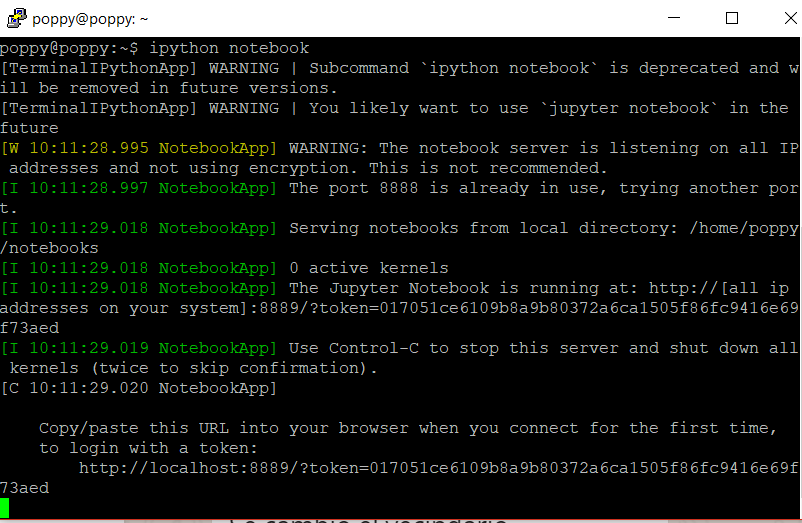 poppy@poppy: ~
poppy@poppy:~$ ipython notebook
[TerminalIPythonApp] WARNING | Subcommand `ipython notebook` is deprecated and w
ill be removed in future versions.
[TerminalIPythonApp] WARNING | You likely want to use `jupyter notebook` in the
future
[W 10:11:28.995 NotebookApp] WARNING: The notebook server is listening on all IP
 addresses and not using encryption. This is not recommended.
[I 10:11:28.997 NotebookApp] The port 8888 is already in use, trying another por
t.
[I 10:11:29.018 NotebookApp] Serving notebooks from local directory: /home/poppy
/notebooks
[I 10:11:29.018 NotebookApp] 0 active kernels
[I 10:11:29.018 NotebookApp] The Jupyter Notebook is running at: http://[all ip
addresses on your system]:8889/?token=017051ce6109b8a9b80372a6ca1505f86fc9416e69
f73aed
[I 10:11:29.019 NotebookApp] Use Control-C to stop this server and shut down all
 kernels (twice to skip confirmation).
[C 10:11:29.020 NotebookApp]
    Copy/paste this URL into your browser when you connect for the first time,
    to login with a token:
        http://localhost:8889/?token=017051ce6109b8a9b80372a6ca1505f86fc9416e69f
73aed